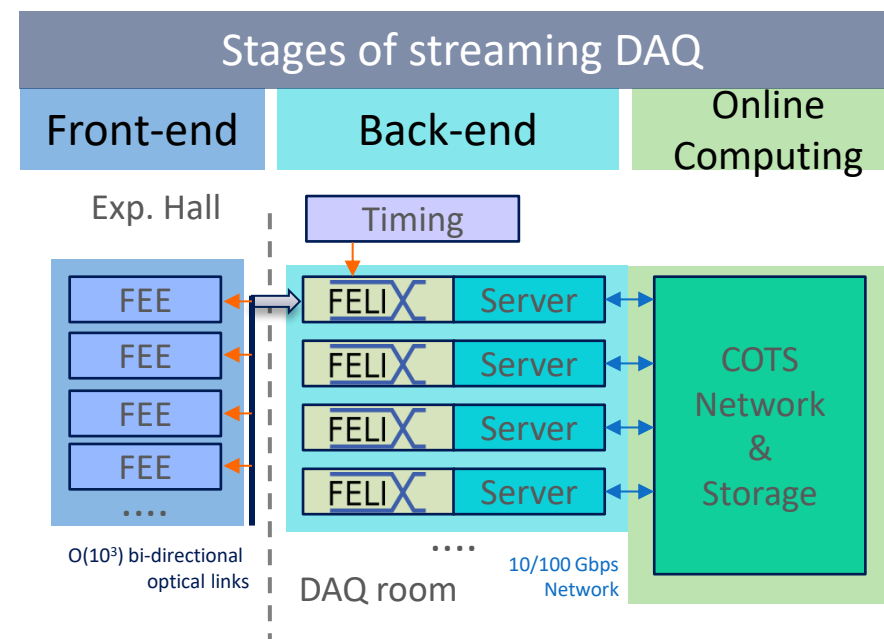 Stages of streaming DAQ
Front-end
Back-end
Online
Computing
Exp. Hall
Timing
FEE
FEE
FEE
FEE
....
FELIX Server
FELIX Server
FELIX Server
FELIX Server
....
COTS
Network
&
Storage
O(10³) bi-directional
optical links
DAQ room
10/100 Gbps
Network